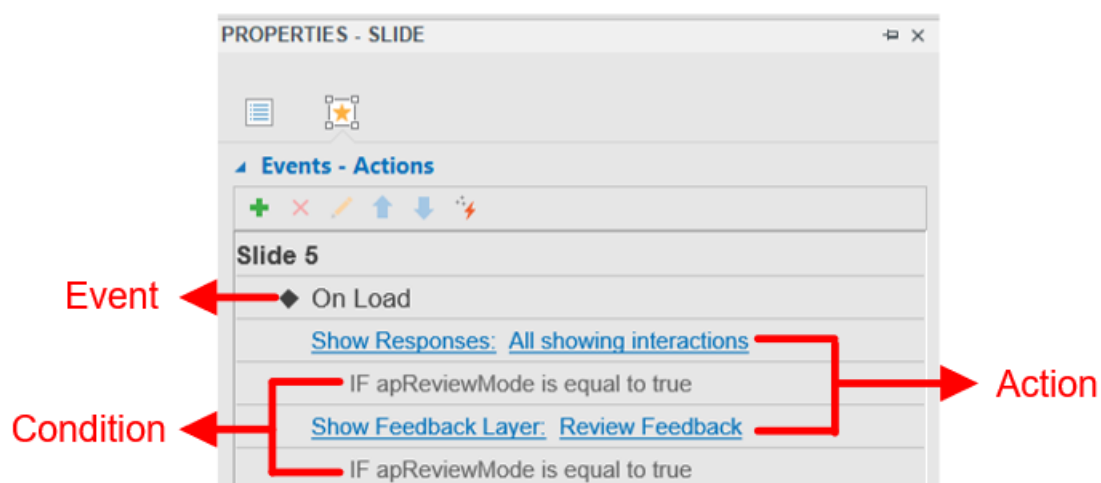 PROPERTIES - SLIDE
Events - Actions
Slide 5
Event
On Load
Show Responses: All showing interactions
IF apReviewMode is equal to true
Action
Condition
Show Feedback Layer: Review Feedback
IF apReviewMode is equal to true